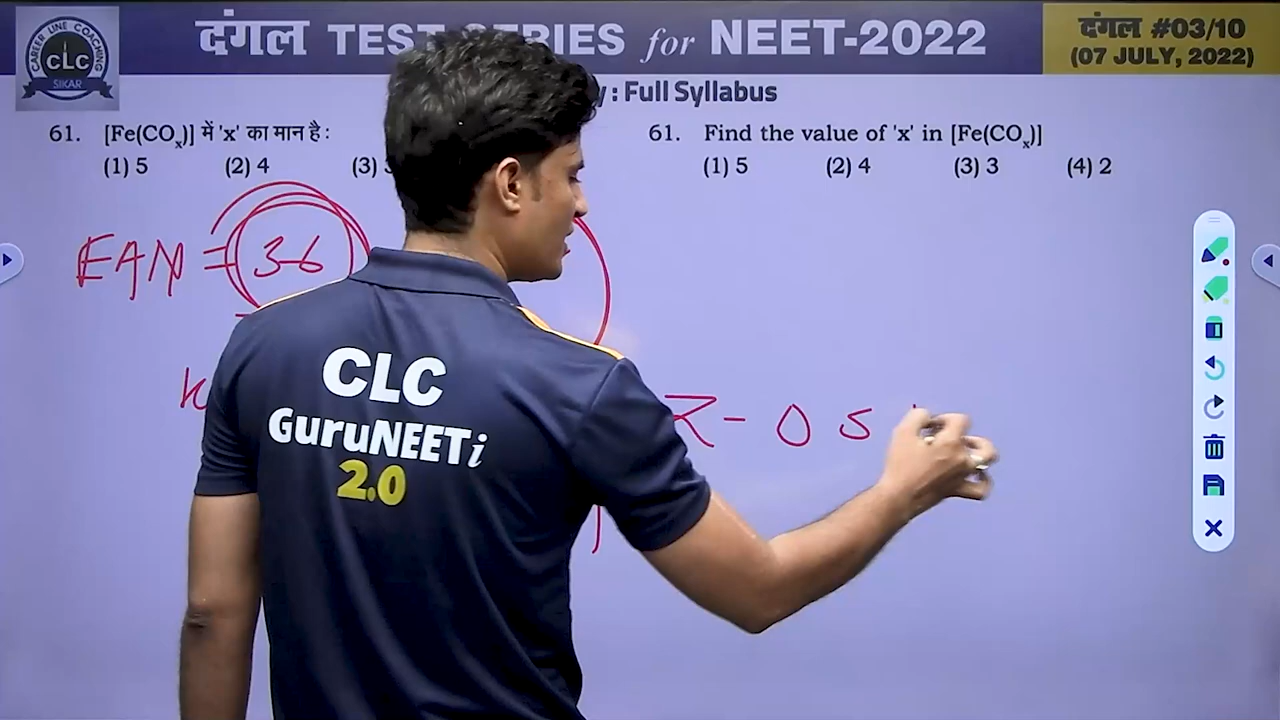 दंगल TEST SERIES for NEET-2022
दंगल #03/10
(07 JULY, 2022)
CAREER LINE COACHING
CLC
SIKAR
: Full Syllabus
61. [Fe(COₓ)] में 'x' का मान है :
(1) 5 (2) 4 (3)
61. Find the value of 'x' in [Fe(COₓ)]
(1) 5 (2) 4 (3) 3 (4) 2
EAN = 36
Z - O S
CLC
GuruNEETi
2.0